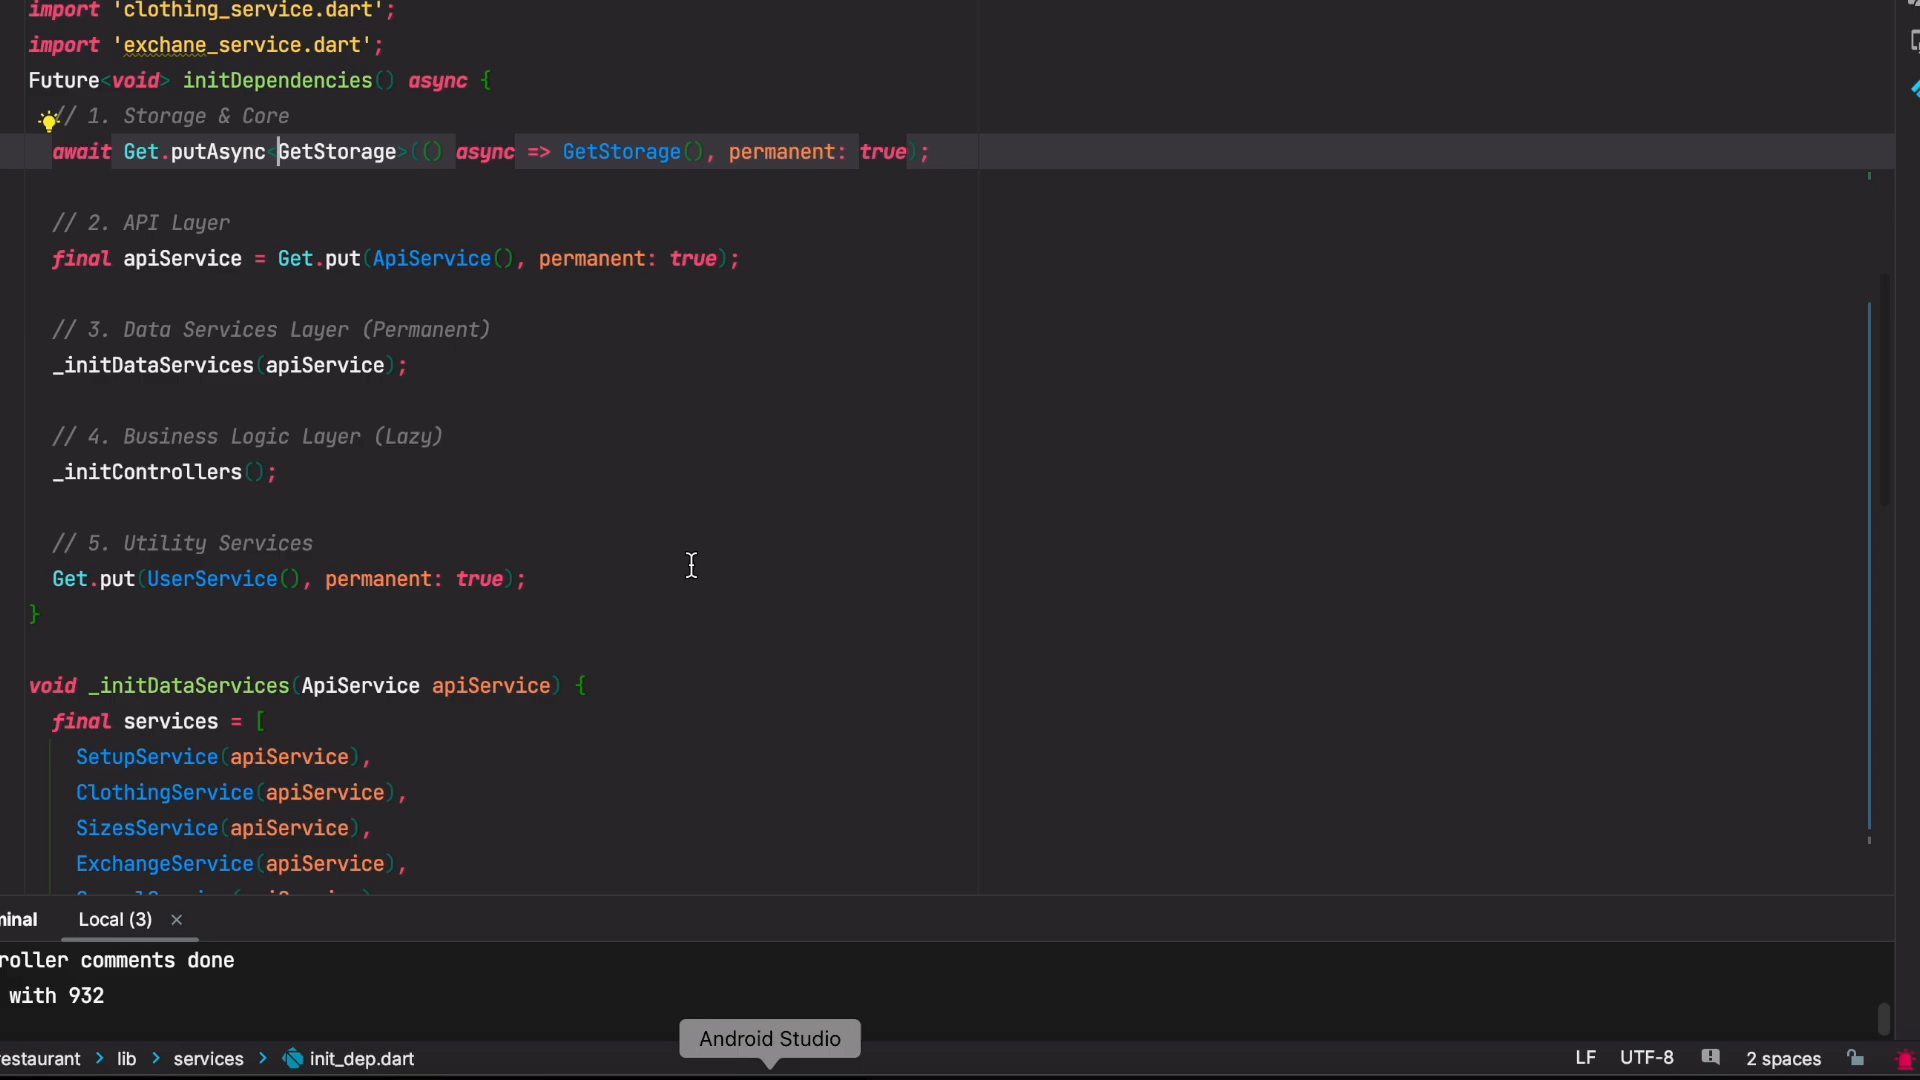 import 'clothing_service.dart';
import 'exchane_service.dart';
Future<void> initDependencies() async {
// 1. Storage & Core
await Get.putAsync<GetStorage>(() async => GetStorage(), permanent: true);
// 2. API Layer
final apiService = Get.put(ApiService(), permanent: true);
// 3. Data Services Layer (Permanent)
_initDataServices(apiService);
// 4. Business Logic Layer (Lazy)
_initControllers();
// 5. Utility Services
Get.put(UserService(), permanent: true);
}
void _initDataServices(ApiService apiService) {
final services = [
SetupService(apiService),
ClothingService(apiService),
SizesService(apiService),
ExchangeService(apiService),
minal Local (3) ×
roller comments done
with 932
Android Studio
estaurant > lib > services > init_dep.dart LF UTF-8 2 spaces